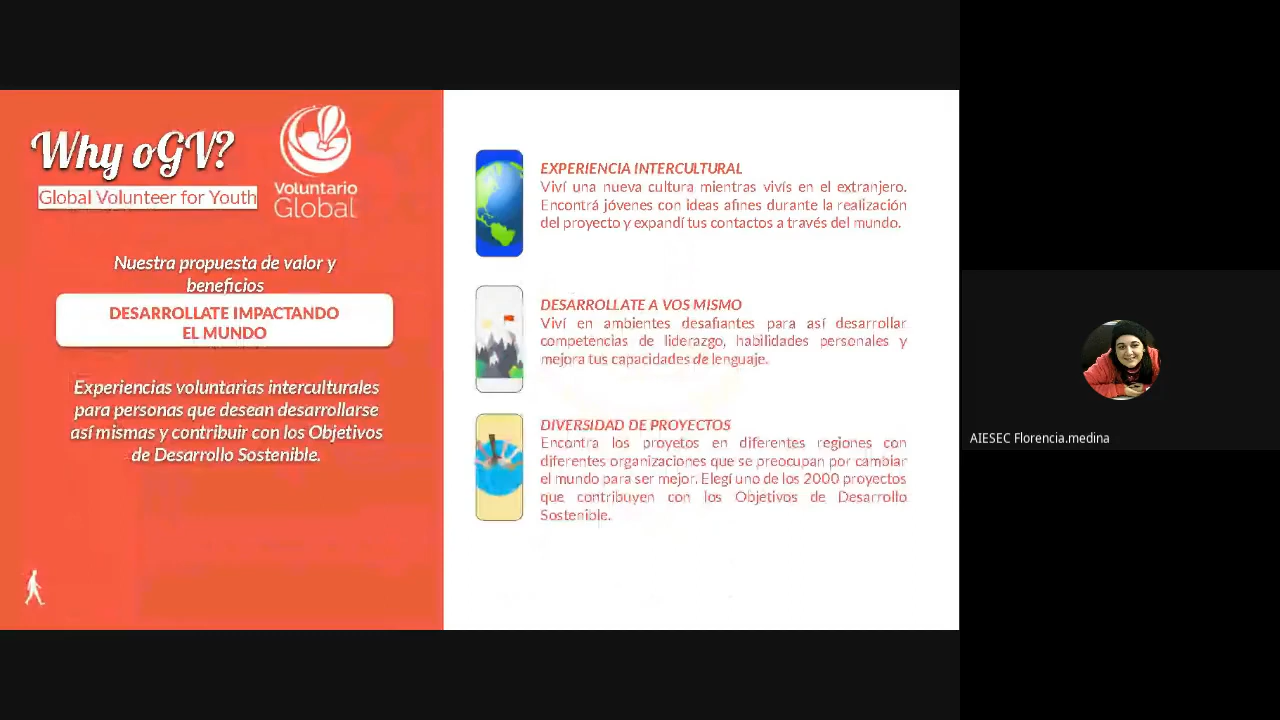 Why oGV?
Global Volunteer for Youth
Voluntario
Global
Nuestra propuesta de valor y
beneficios
DESARROLLATE IMPACTANDO
EL MUNDO
Experiencias voluntarias interculturales
para personas que desean desarrollarse
así mismas y contribuir con los Objetivos
de Desarrollo Sostenible.
EXPERIENCIA INTERCULTURAL
Viví una nueva cultura mientras vivís en el extranjero.
Encontrá jóvenes con ideas afines durante la realización
del proyecto y expandí tus contactos a través del mundo.
DESARROLLATE A VOS MISMO
Viví en ambientes desafiantes para así desarrollar
competencias de liderazgo, habilidades personales y
mejora tus capacidades de lenguaje.
DIVERSIDAD DE PROYECTOS
Encontra los proyetos en diferentes regiones con
diferentes organizaciones que se preocupan por cambiar
el mundo para ser mejor. Elegí uno de los 2000 proyectos
que contribuyen con los Objetivos de Desarrollo
Sostenible.
AIESEC Florencia.medina